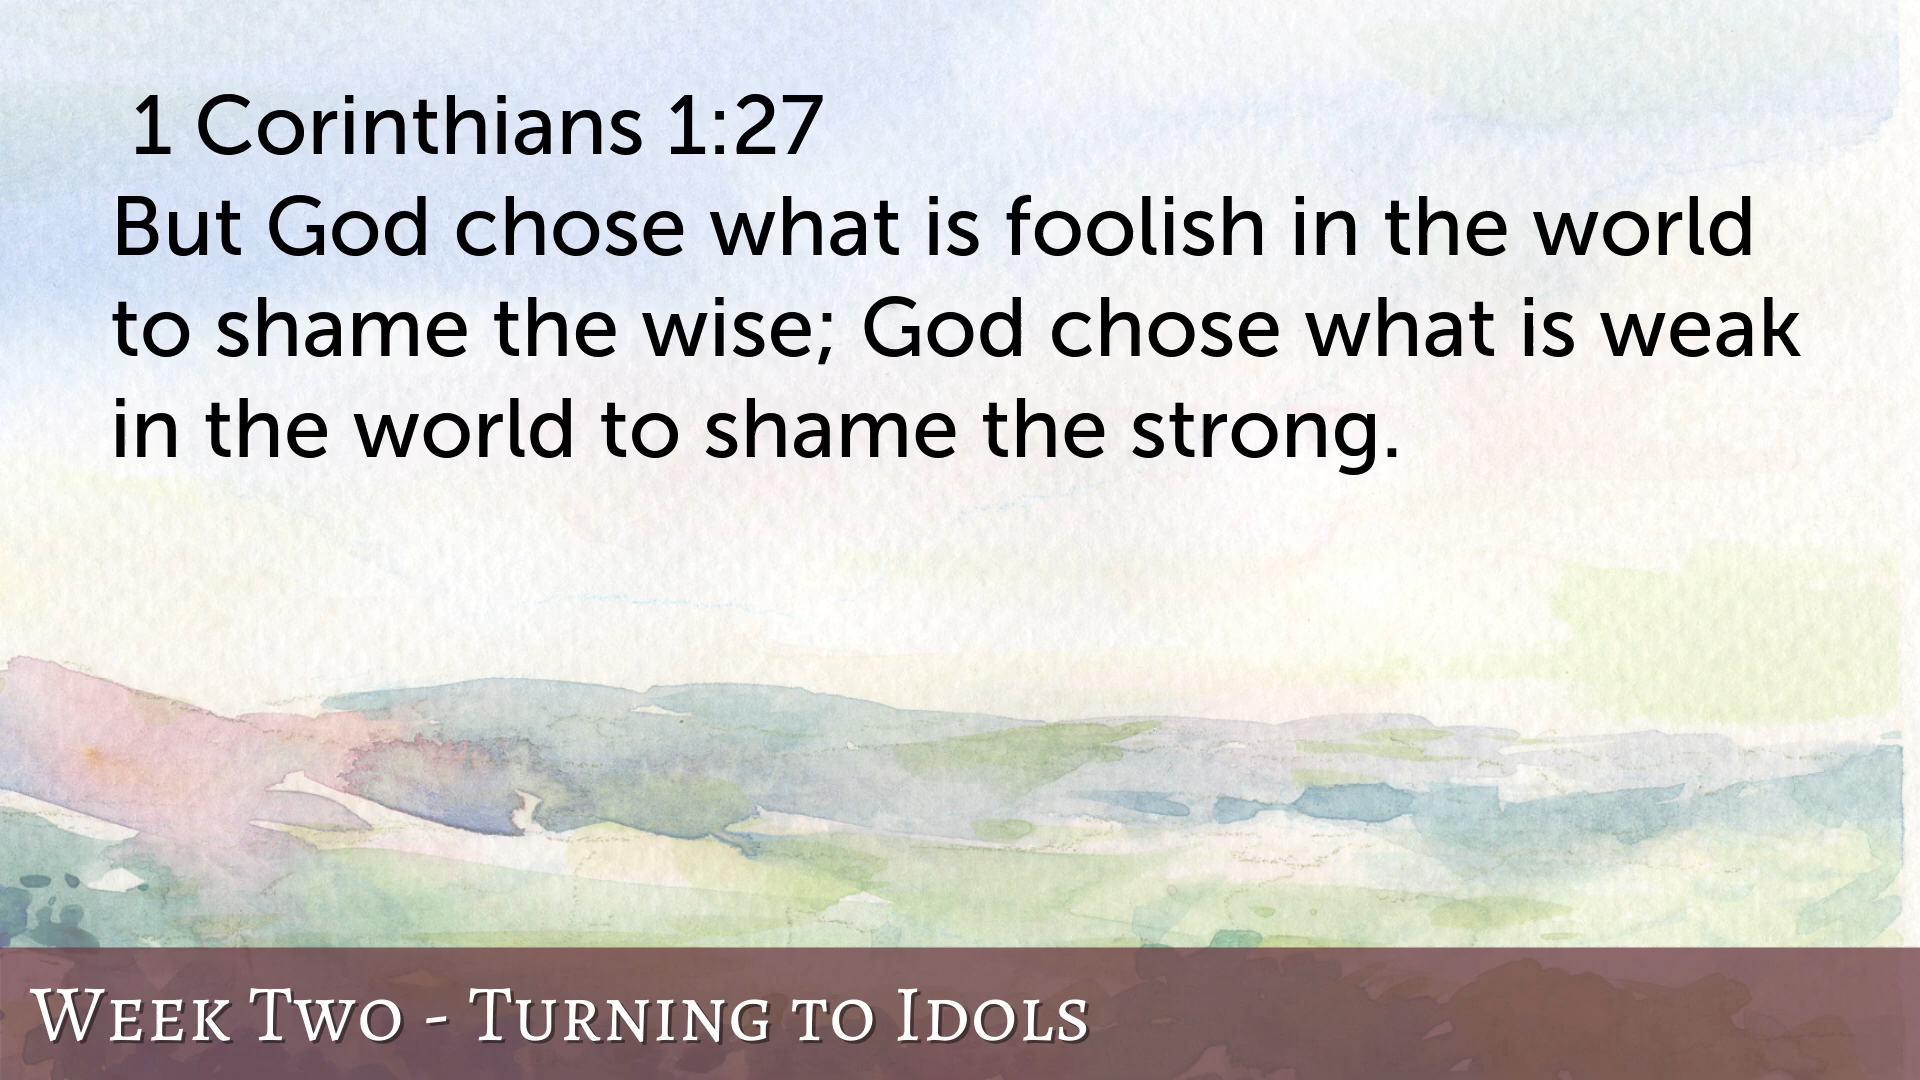 1 Corinthians 1:27
But God chose what is foolish in the world
to shame the wise; God chose what is weak
in the world to shame the strong.
Week Two - Turning to Idols